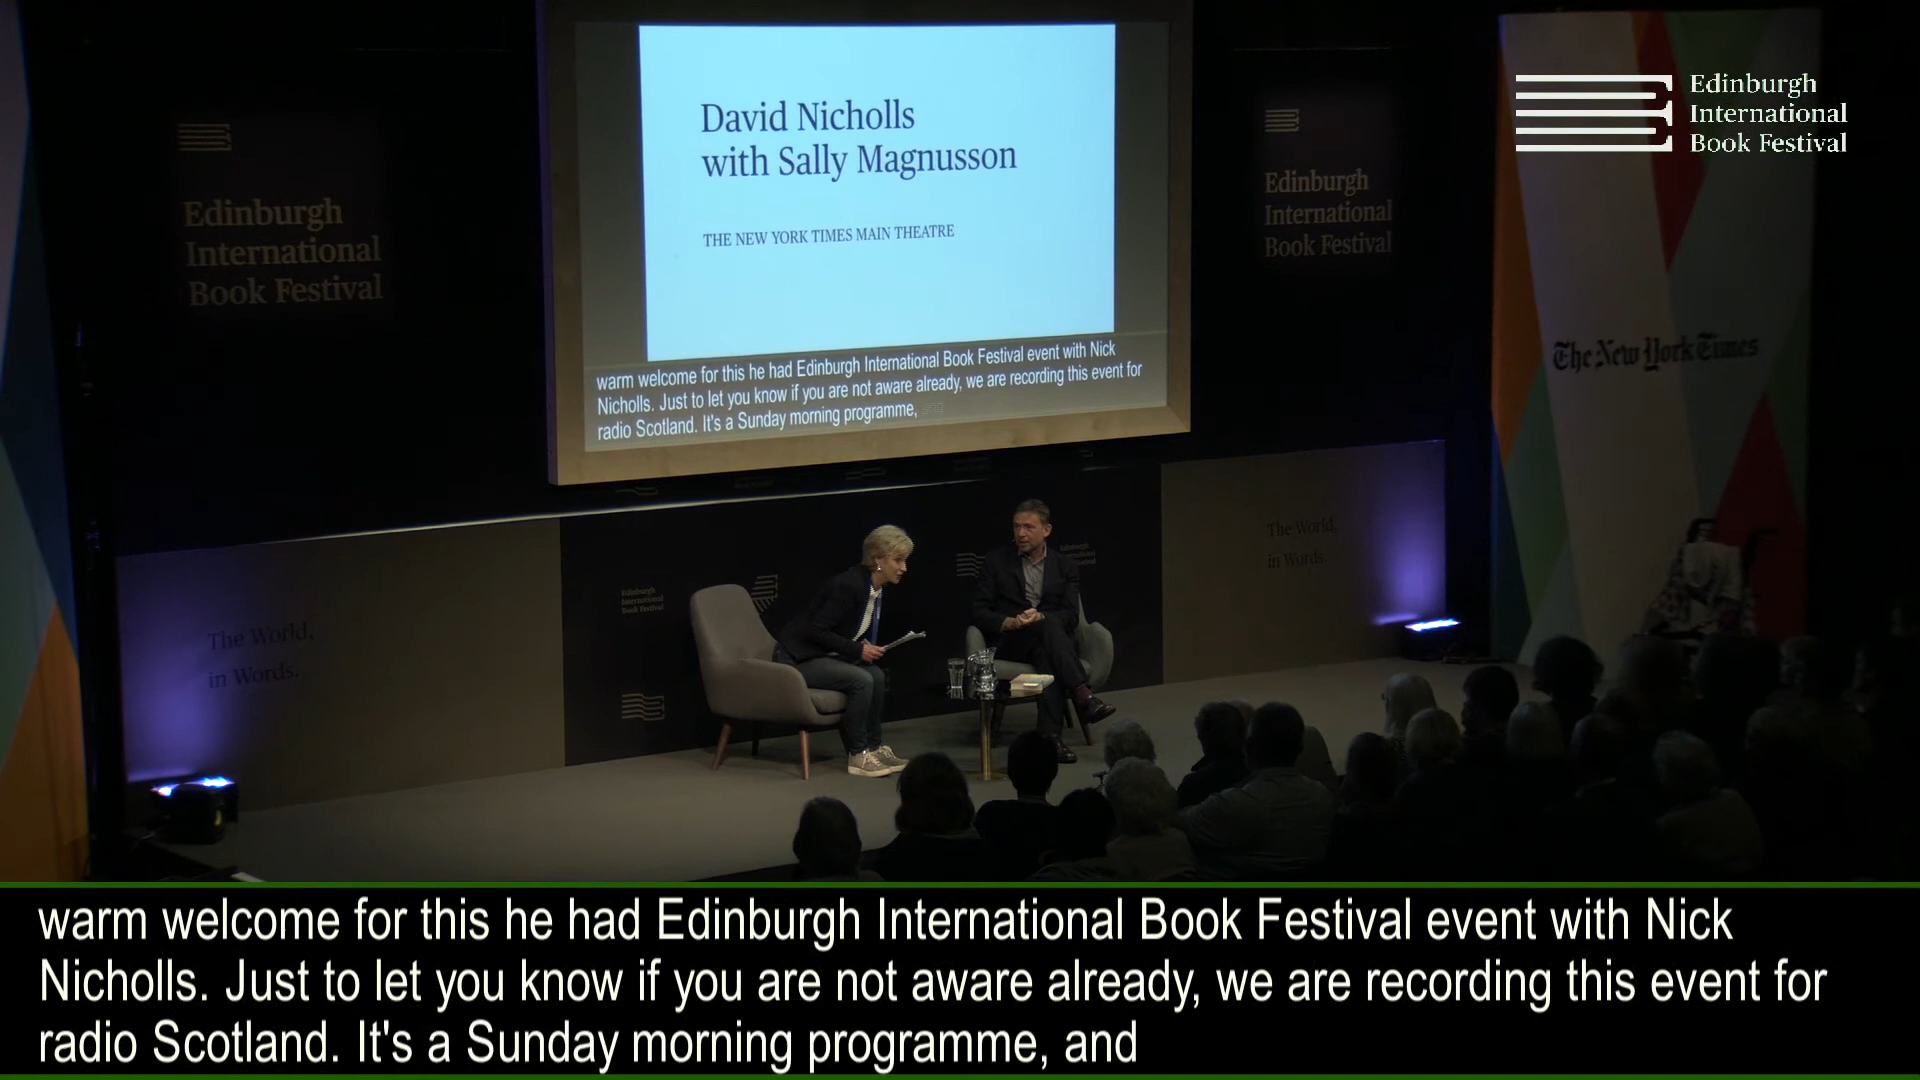 David Nicholls
with Sally Magnusson
THE NEW YORK TIMES MAIN THEATRE
warm welcome for this he had Edinburgh International Book Festival event with Nick
Nicholls. Just to let you know if you are not aware already, we are recording this event for
radio Scotland. It's a Sunday morning programme,
Edinburgh
International
Book Festival
Edinburgh
International
Book Festival
Edinburgh
International
Book Festival
The New York Times
The World,
in Words.
The World,
in Words.
Edinburgh
International
Book Festival
warm welcome for this he had Edinburgh International Book Festival event with Nick
Nicholls. Just to let you know if you are not aware already, we are recording this event for
radio Scotland. It's a Sunday morning programme, and